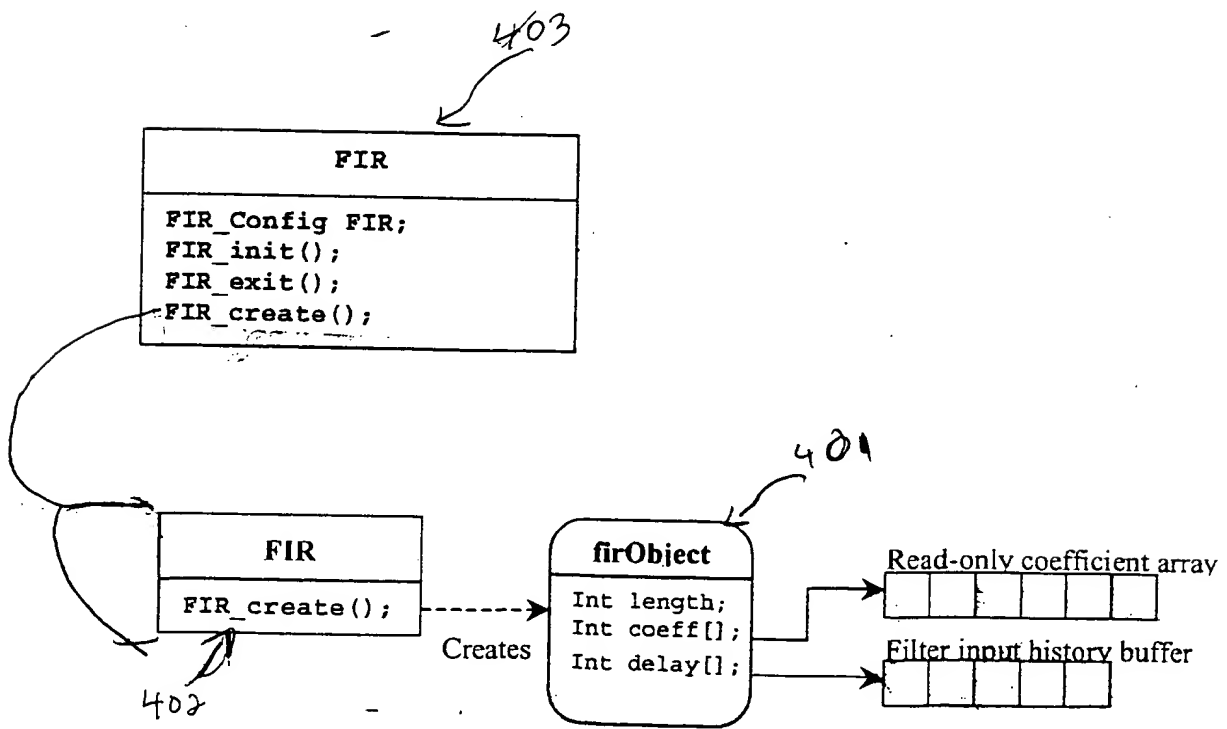 403
FIR
FIR_Config FIR;
FIR_init();
FIR_exit();
FIR_create();
401
FIR
FIR_create();
Creates
firObject
Int length;
Int coeff[];
Int delay[];
Read-only coefficient array
Filter input history buffer
402